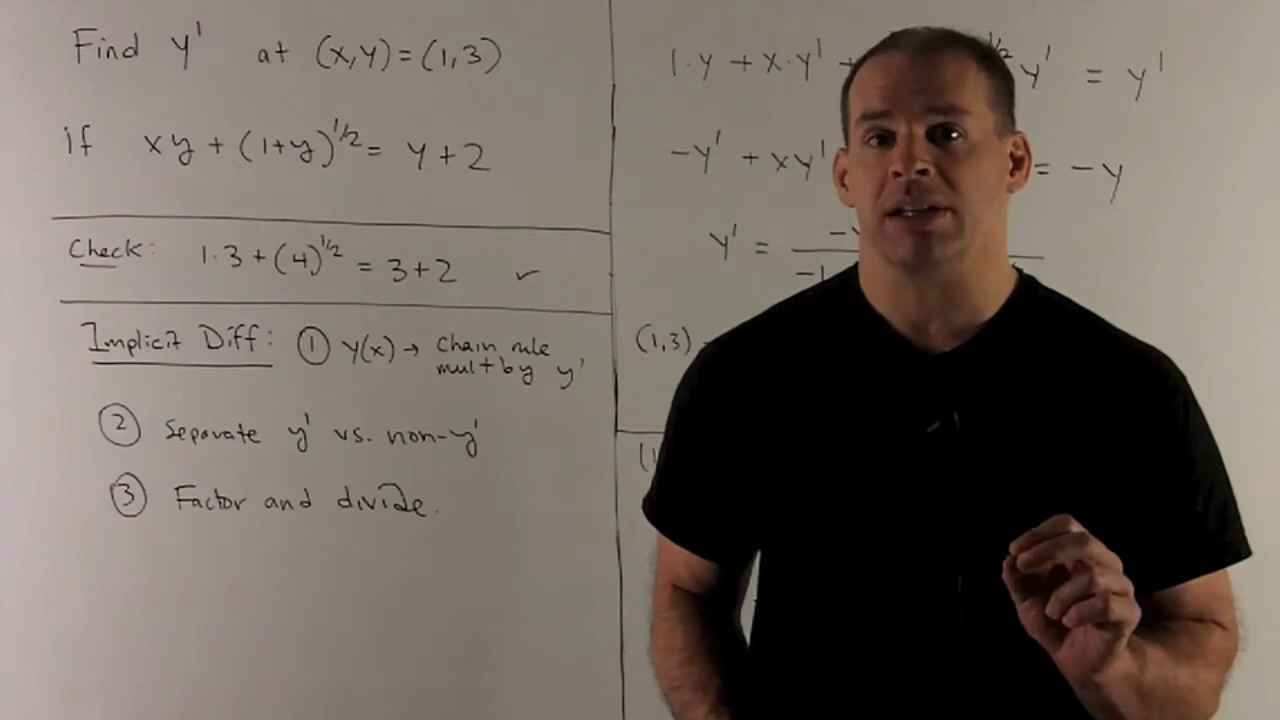 Find y' at (x,y)=(1,3)
if xy+(1+y)^1/2= y+2
Check: 1·3+(4)^1/2 = 3+2 ✓
Implicit Diff: ① y(x) → chain rule
mult by y'
② Separate y' vs. non-y'
③ Factor and divide.
1·y + x·y' + y' = y'
-y' + xy' = -y
y' =
(1,3)